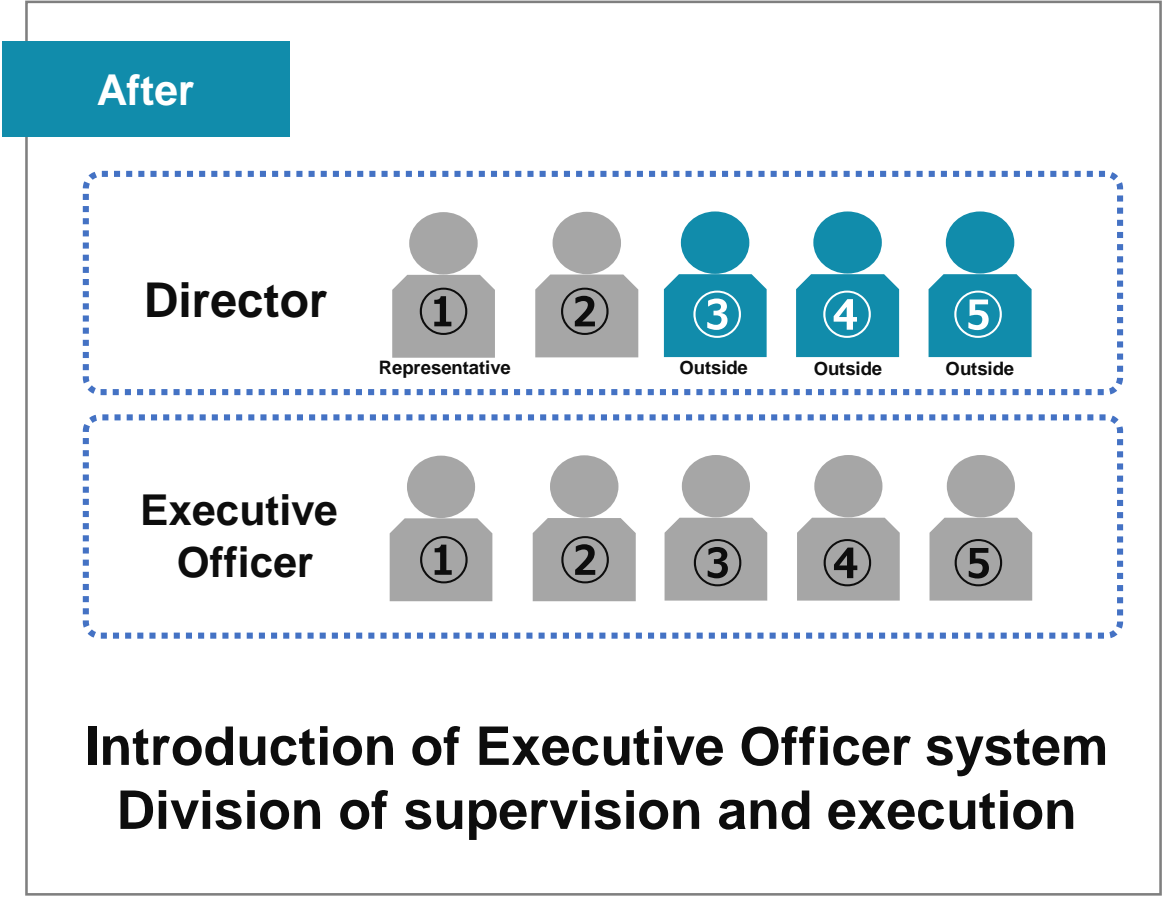 After
Director
① ② ③ ④ ⑤
Representative Outside Outside Outside
Executive
Officer
① ② ③ ④ ⑤
Introduction of Executive Officer system
Division of supervision and execution